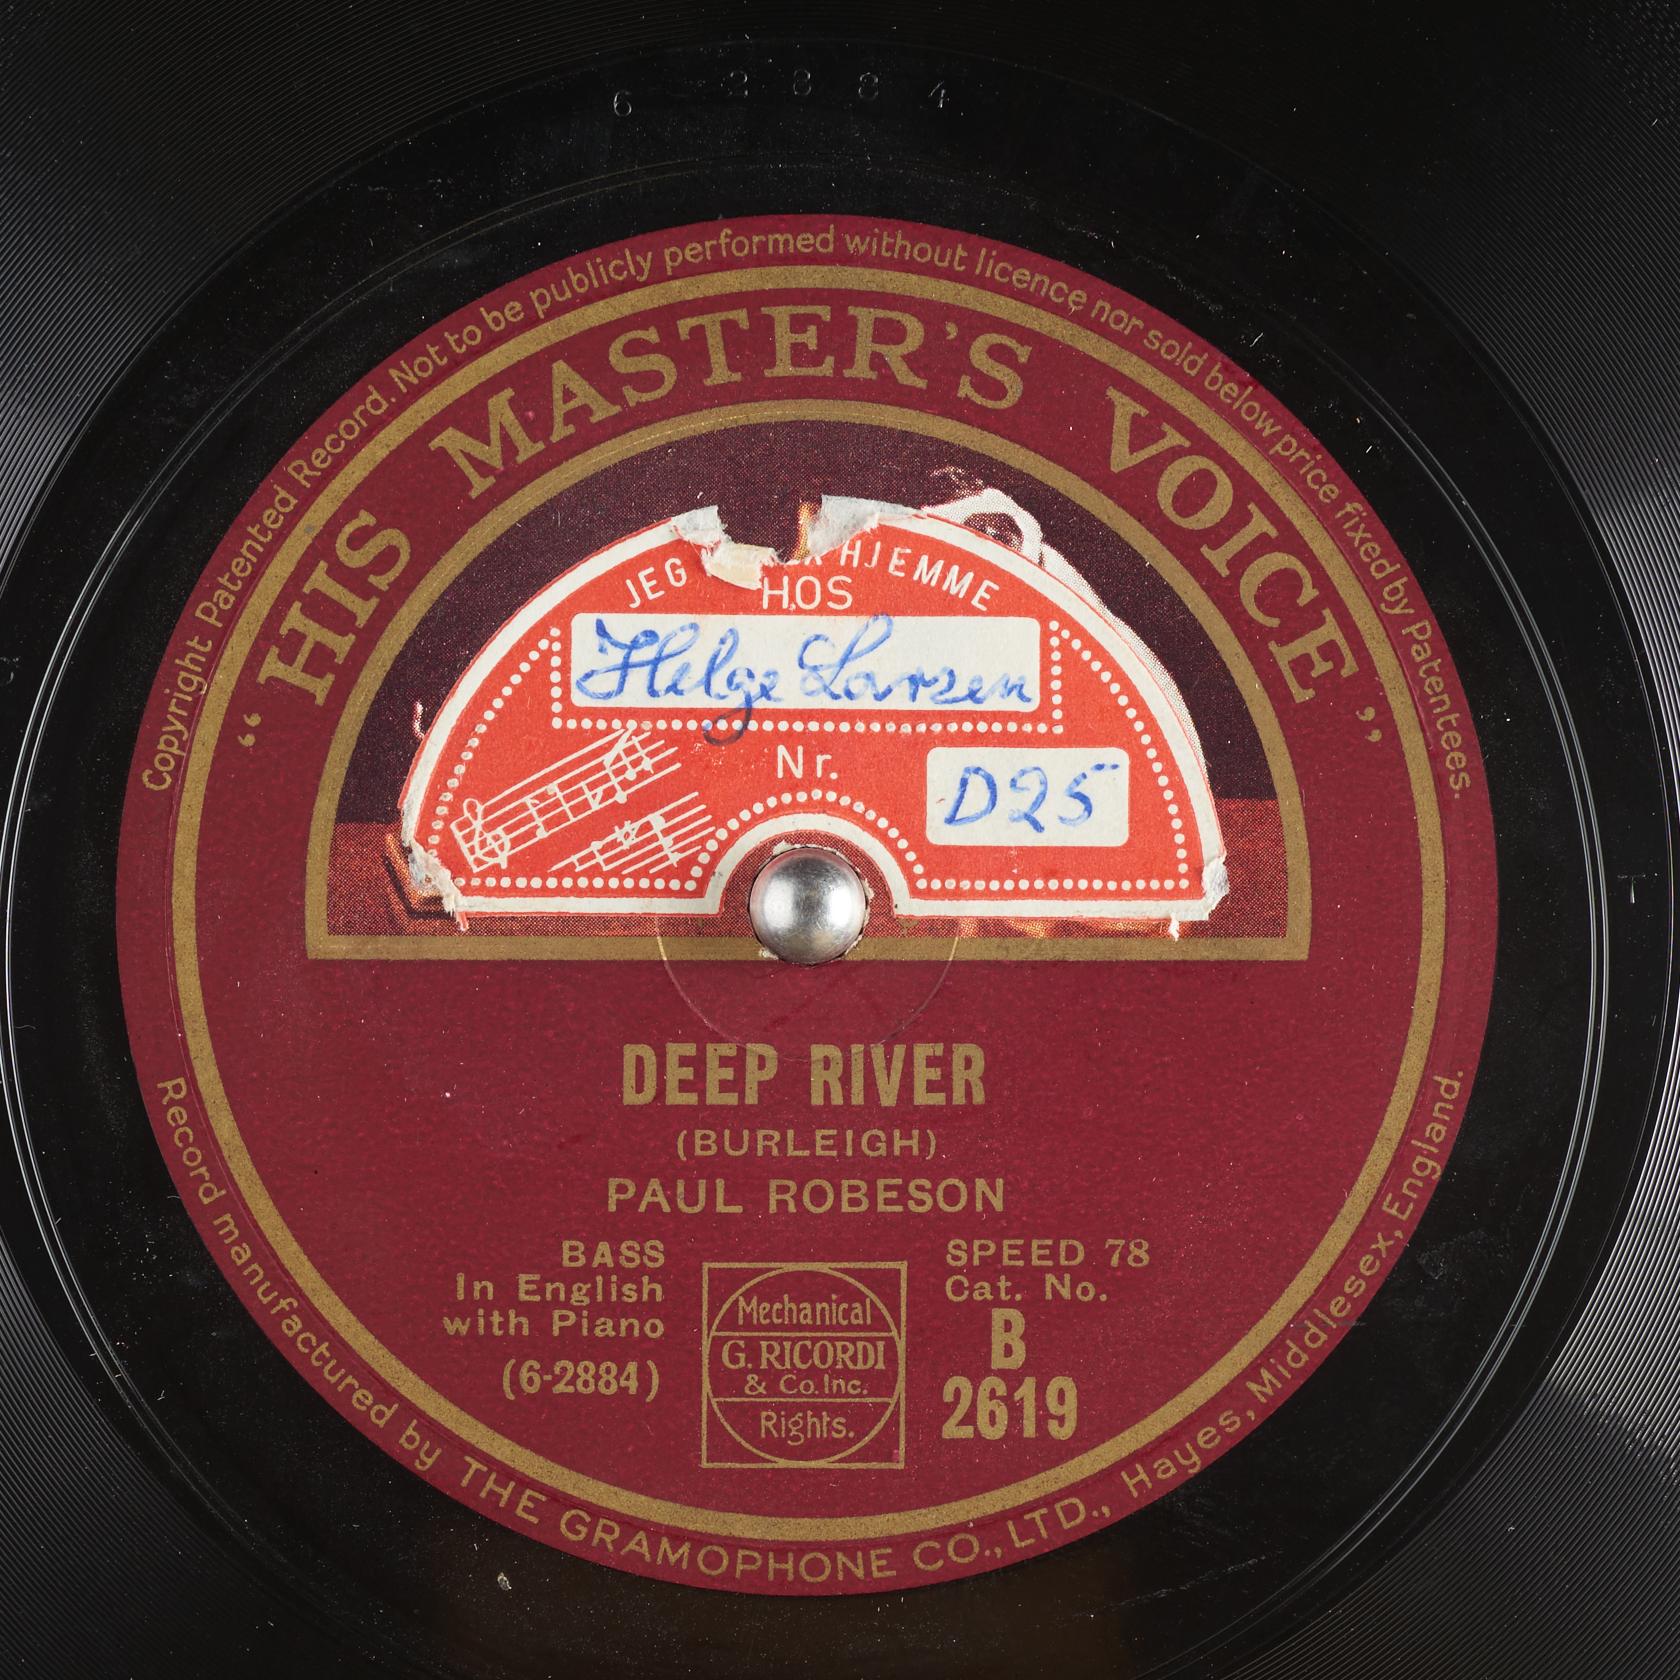 6 2884
Copyright Patented Record. Not to be publicly performed without licence nor sold below price fixed by Patentees.
“HIS MASTER'S VOICE”
JEG HJEMME
HOS
Helge Larsen
Nr.
D25
DEEP RIVER
(BURLEIGH)
PAUL ROBESON
BASS
In English
with Piano
(6-2884)
Mechanical
G. RICORDI
& Co. Inc.
Rights.
SPEED 78
Cat. No.
B
2619
Record manufactured by THE GRAMOPHONE CO., LTD., Hayes, Middlesex, England.